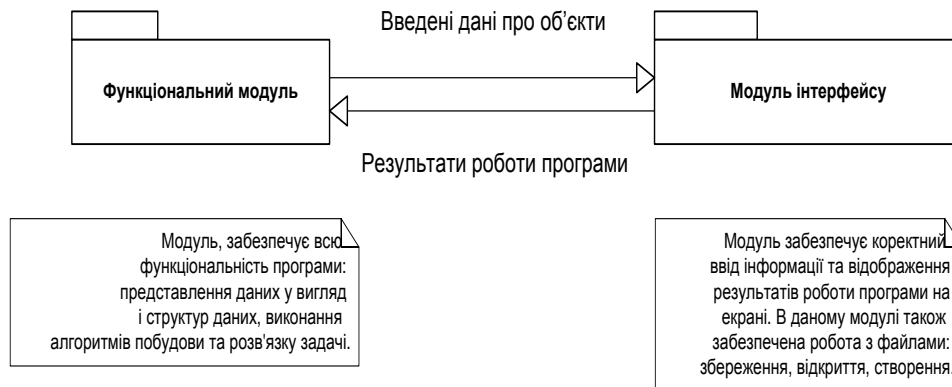 Введені дані про об’єкти
Функціональний модуль
Модуль інтерфейсу
Результати роботи програми
Модуль, забезпечує всю
функціональність програми:
представлення даних у вигляд
і структур даних, виконання
алгоритмів побудови та розв'язку задачі.
Модуль забезпечує коректний
ввід інформації та відображення
результатів роботи програми на
екрані. В даному модулі також
забезпечена робота з файлами:
збереження, відкриття, створення